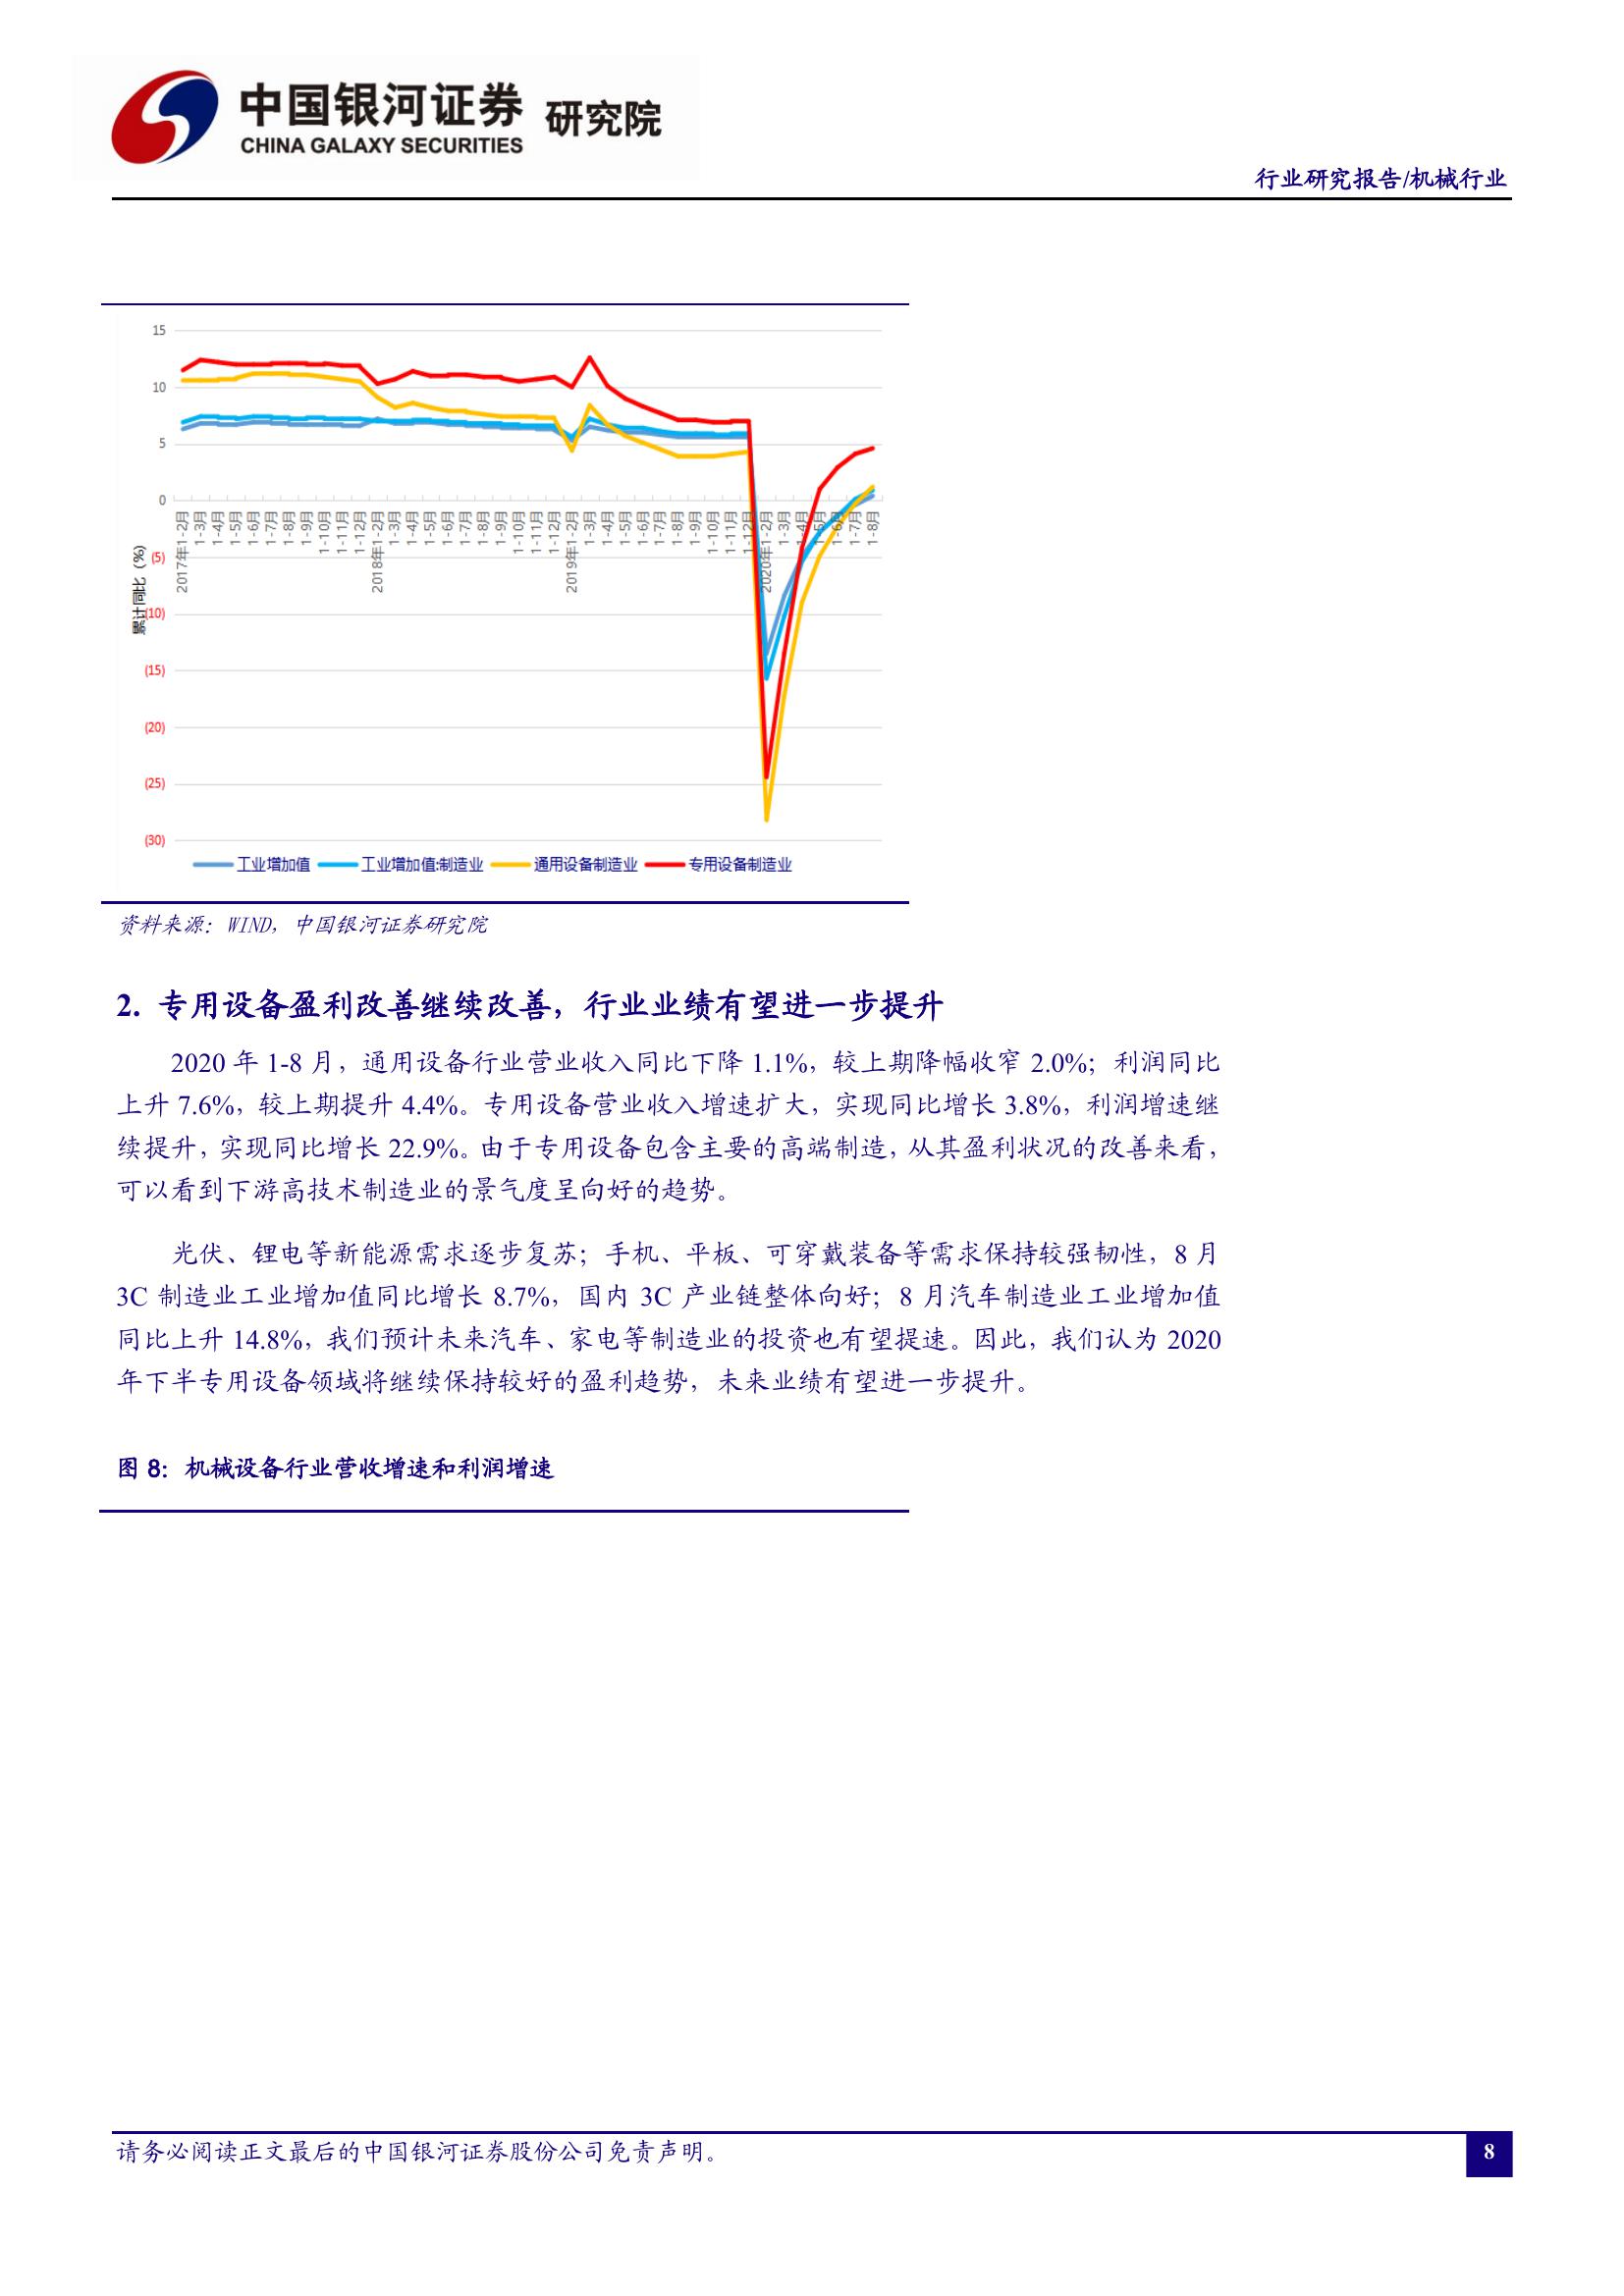 中国银河证券 研究院
CHINA GALAXY SECURITIES
行业研究报告/机械行业
15
10
5
0
(5)
(10)
(15)
(20)
(25)
(30)
累计同比（%）
2017年1-2月
1-3月
1-4月
1-5月
1-6月
1-7月
1-8月
1-9月
1-10月
1-11月
1-12月
2018年1-2月
1-3月
1-4月
1-5月
1-6月
1-7月
1-8月
1-9月
1-10月
1-11月
1-12月
2019年1-2月
1-3月
1-4月
1-5月
1-6月
1-7月
1-8月
1-9月
1-10月
1-11月
1-12月
2020年1-2月
1-3月
1-4月
1-5月
1-6月
1-7月
1-8月
工业增加值 工业增加值:制造业 通用设备制造业 专用设备制造业
资料来源：WIND，中国银河证券研究院
2. 专用设备盈利改善继续改善，行业业绩有望进一步提升
2020 年 1-8 月，通用设备行业营业收入同比下降 1.1%，较上期降幅收窄 2.0%；利润同比
上升 7.6%，较上期提升 4.4%。专用设备营业收入增速扩大，实现同比增长 3.8%，利润增速继
续提升，实现同比增长 22.9%。由于专用设备包含主要的高端制造，从其盈利状况的改善来看，
可以看到下游高技术制造业的景气度呈向好的趋势。
光伏、锂电等新能源需求逐步复苏；手机、平板、可穿戴装备等需求保持较强韧性，8 月
3C 制造业工业增加值同比增长 8.7%，国内 3C 产业链整体向好；8 月汽车制造业工业增加值
同比上升 14.8%，我们预计未来汽车、家电等制造业的投资也有望提速。因此，我们认为 2020
年下半专用设备领域将继续保持较好的盈利趋势，未来业绩有望进一步提升。
图 8：机械设备行业营收增速和利润增速
请务必阅读正文最后的中国银河证券股份公司免责声明。
8